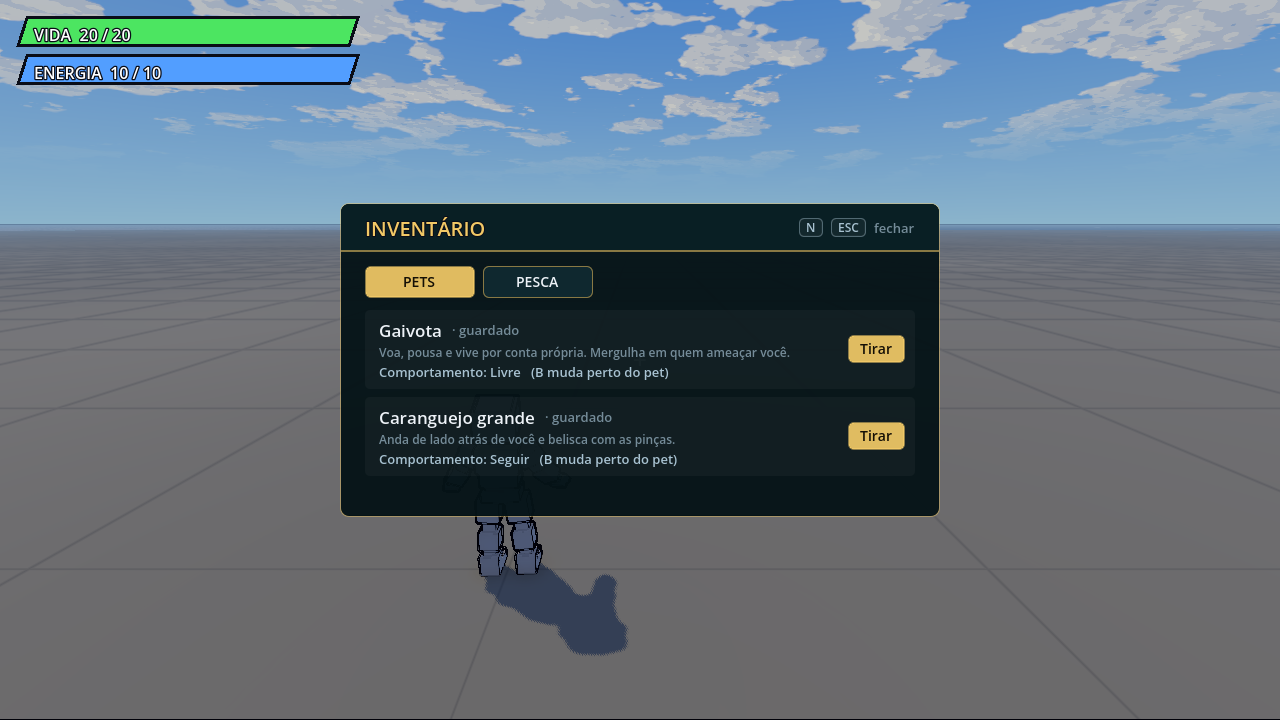 VIDA 20 / 20
ENERGIA 10 / 10
INVENTÁRIO
N ESC fechar
PETS PESCA
Gaivota · guardado
Voa, pousa e vive por conta própria. Mergulha em quem ameaçar você.
Comportamento: Livre (B muda perto do pet)
Tirar
Caranguejo grande · guardado
Anda de lado atrás de você e belisca com as pinças.
Comportamento: Seguir (B muda perto do pet)
Tirar